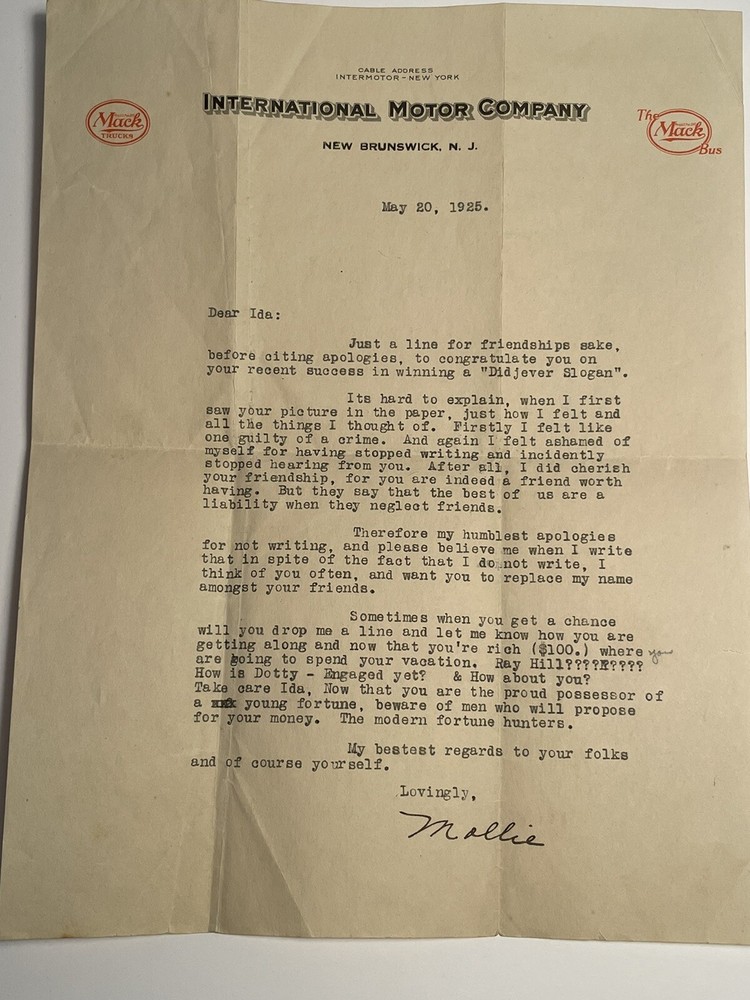 CABLE ADDRESS
INTERMOTOR-NEW YORK
INTERNATIONAL MOTOR COMPANY
Mack
TRUCKS
The
Mack
Bus
NEW BRUNSWICK, N. J.
May 20, 1925.
Dear Ida:
Just a line for friendships sake,
before citing apologies, to congratulate you on
your recent success in winning a "Didjever Slogan".
Its hard to explain, when I first
saw your picture in the paper, just how I felt and
all the things I thought of. Firstly I felt like
one guilty of a crime. And again I felt ashamed of
myself for having stopped writing and incidently
stopped hearing from you. After all, I did cherish
your friendship, for you are indeed a friend worth
having. But they say that the best of us are a
liability when they neglect friends.
Therefore my humblest apologies
for not writing, and please believe me when I write
that in spite of the fact that I do not write, I
think of you often, and want you to replace my name
amongst your friends.
Sometimes when you get a chance
will you drop me a line and let me know how you are
getting along and now that you're rich ($100.) where you
are going to spend your vacation. Ray Hill????????
How is Dotty - Engaged yet? & How about you?
Take care Ida, Now that you are the proud possessor of
a young fortune, beware of men who will propose
for your money. The modern fortune hunters.
My bestest regards to your folks
and of course yourself.
Lovingly,
Mollie